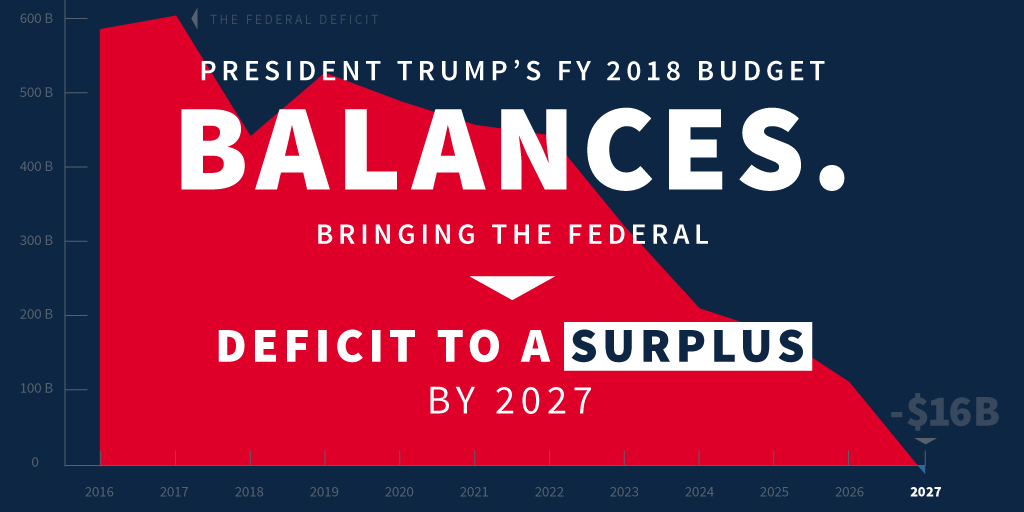 600 B
THE FEDERAL DEFICIT
PRESIDENT TRUMP’S FY 2018 BUDGET
500 B
BALANCES.
400 B
BRINGING THE FEDERAL
300 B
200 B
DEFICIT TO A SURPLUS
100 B
BY 2027
-$16B
0
2016 2017 2018 2019 2020 2021 2022 2023 2024 2025 2026 2027